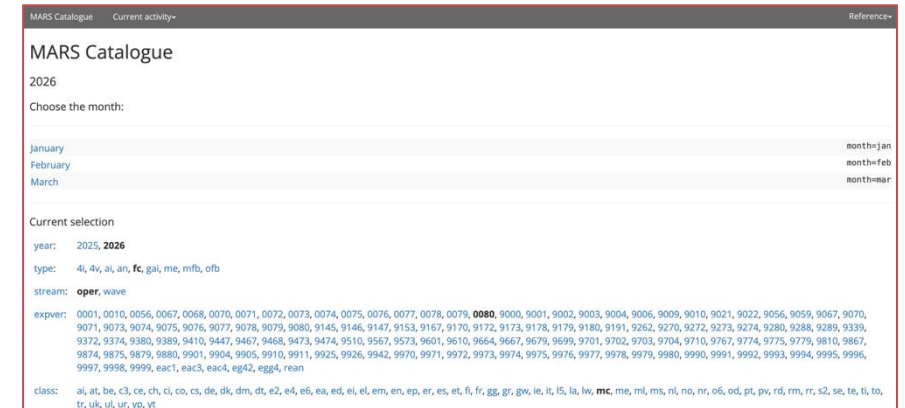 MARS Catalogue Current activity Reference
MARS Catalogue
2026
Choose the month:
January month=jan
February month=feb
March month=mar
Current selection
year: 2025, 2026
type: 4i, 4v, ai, an, fc, gai, me, mfb, ofb
stream: oper, wave
expver: 0001, 0010, 0056, 0067, 0068, 0070, 0071, 0072, 0073, 0074, 0075, 0076, 0077, 0078, 0079, 0080, 9000, 9001, 9002, 9003, 9004, 9006, 9009, 9010, 9021, 9022, 9056, 9059, 9067, 9070,
9071, 9073, 9074, 9075, 9076, 9077, 9078, 9079, 9080, 9145, 9146, 9147, 9153, 9167, 9170, 9172, 9173, 9178, 9179, 9180, 9191, 9262, 9270, 9272, 9273, 9274, 9280, 9288, 9289, 9339,
9372, 9374, 9380, 9389, 9410, 9447, 9467, 9468, 9473, 9474, 9510, 9567, 9573, 9601, 9610, 9664, 9667, 9679, 9699, 9701, 9702, 9703, 9704, 9710, 9767, 9774, 9775, 9779, 9810, 9867,
9874, 9875, 9879, 9880, 9901, 9904, 9905, 9910, 9911, 9925, 9926, 9942, 9970, 9971, 9972, 9973, 9974, 9975, 9976, 9977, 9978, 9979, 9980, 9990, 9991, 9992, 9993, 9994, 9995, 9996,
9997, 9998, 9999, eac1, eac3, eac4, eg42, egg4, rean
class: ai, at, be, c3, ce, ch, ci, co, cs, de, dk, dm, dt, e2, e4, e6, ea, ed, ei, el, em, en, ep, er, es, et, fi, fr, gg, gr, gw, ie, it, l5, la, lw, mc, me, ml, ms, nl, no, nr, o6, od, pt, pv, rd, rm, rr, s2, se, te, ti, to,
tr, uk, ul, ur, yp, yt